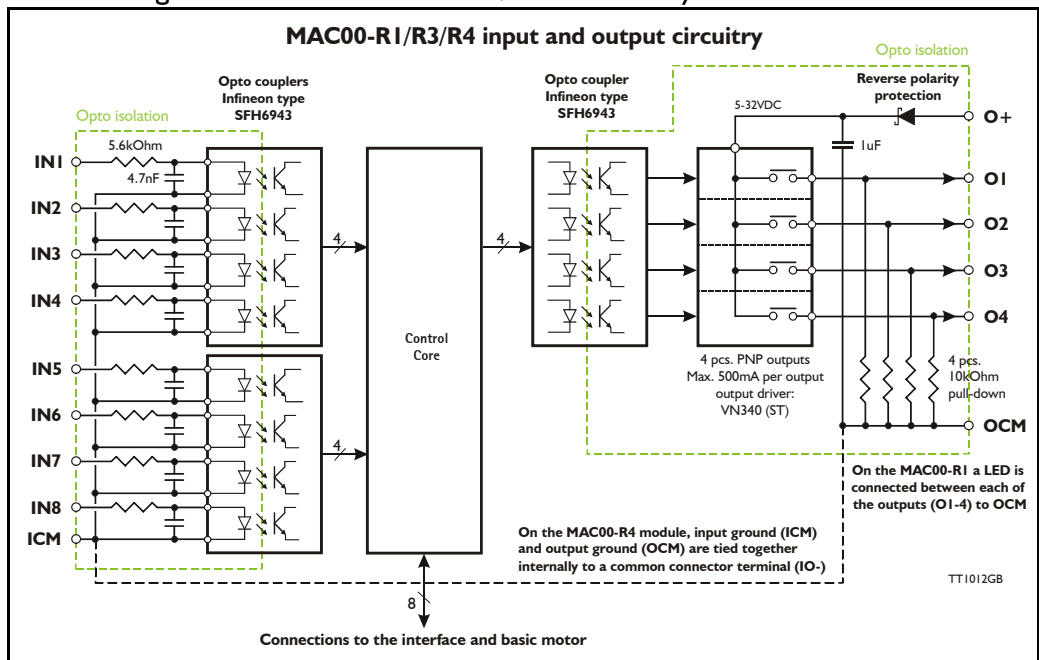 MAC00-R1/R3/R4 input and output circuitry
Opto isolation
Opto couplers
Infineon type
SFH6943
Opto coupler
Infineon type
SFH6943
Reverse polarity
protection
Opto isolation
5-32VDC
O+
1uF
5.6kOhm
4.7nF
IN1
IN2
IN3
IN4
IN5
IN6
IN7
IN8
ICM
4
4
Control
Core
4
8
O1
O2
O3
O4
4 pcs. PNP outputs
Max. 500mA per output
output driver:
VN340 (ST)
4 pcs.
10kOhm
pull-down
OCM
On the MAC00-R1 a LED is
connected between each of
the outputs (O1-4) to OCM
On the MAC00-R4 module, input ground (ICM)
and output ground (OCM) are tied together
internally to a common connector terminal (IO-)
TT1012GB
Connections to the interface and basic motor